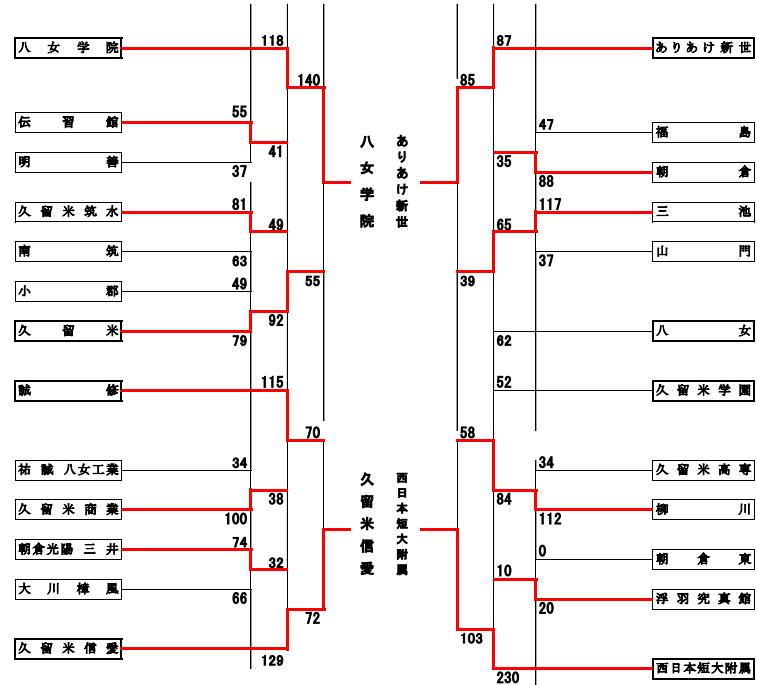 118
87
八女学院
ありあけ新世
140
85
55
47
伝習館
福島
41
35
明善
37
朝倉
88
81
117
久留米筑水
三池
49
65
南筑
63
山門
37
49
小郡
55
39
92
久留米
79
八女
62
115
52
誠修
久留米学園
70
58
34
34
祐誠 八女工業
久留米高専
38
84
久留米商業
100
柳川
112
74
0
朝倉光陽 三井
朝倉東
32
10
大川樟風
66
浮羽究真館
20
72
103
久留米信愛
129
西日本短大附属
230
八女学院
ありあけ新世
久留米信愛
西日本短大附属